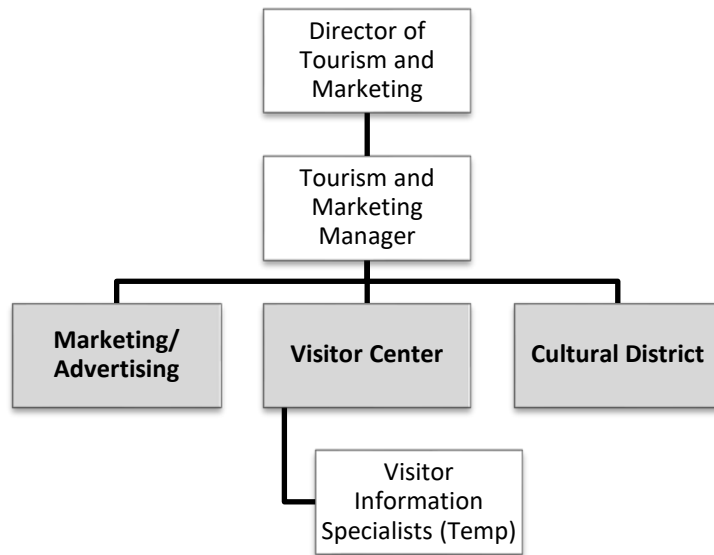 Director of
Tourism and
Marketing
Tourism and
Marketing
Manager
Marketing/
Advertising
Visitor Center
Cultural District
Visitor
Information
Specialists (Temp)